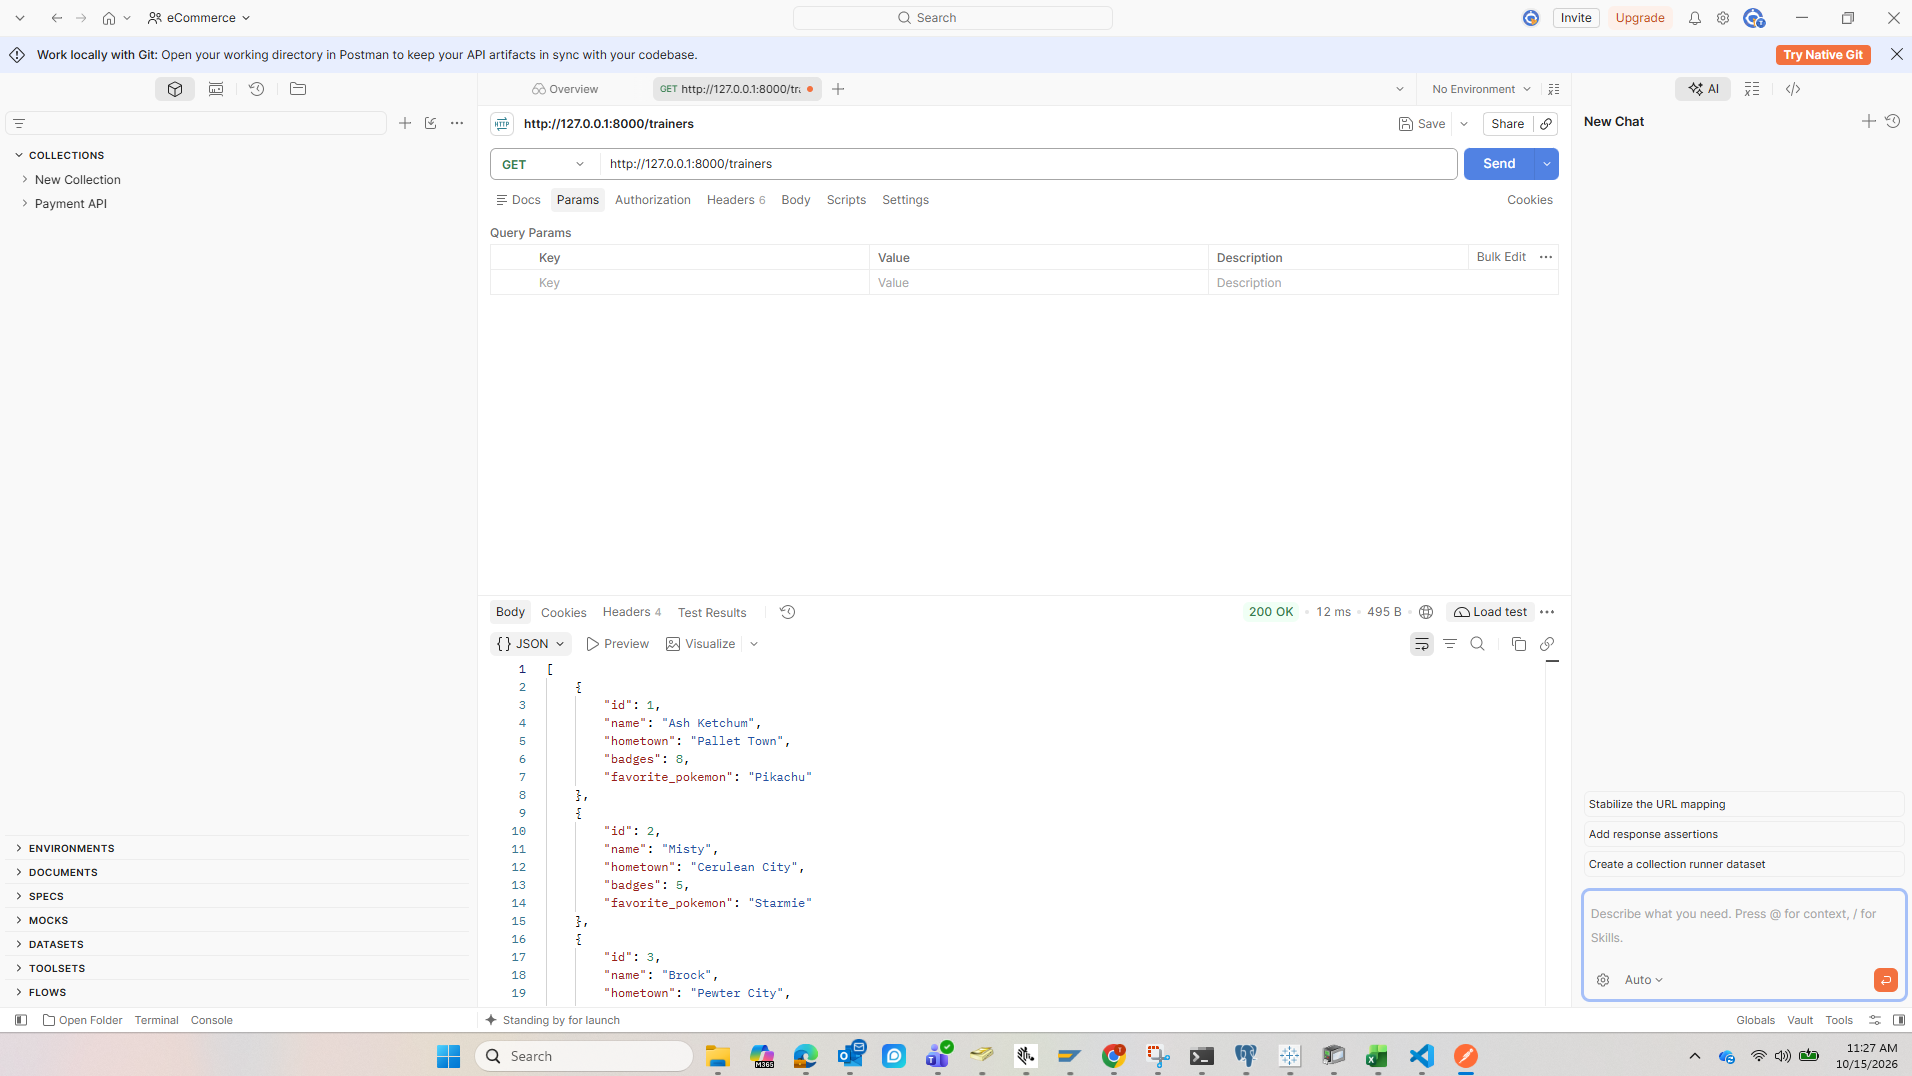 eCommerce
Search
Invite
Upgrade
Work locally with Git: Open your working directory in Postman to keep your API artifacts in sync with your codebase.
Try Native Git
Overview
GET http://127.0.0.1:8000/tr
No Environment
AI
HTTP
http://127.0.0.1:8000/trainers
Save
Share
New Chat
COLLECTIONS
New Collection
Payment API
GET
http://127.0.0.1:8000/trainers
Send
Docs
Params
Authorization
Headers 6
Body
Scripts
Settings
Cookies
Query Params
Key
Value
Description
Bulk Edit
Key
Value
Description
Body
Cookies
Headers 4
Test Results
200 OK
12 ms
495 B
Load test
{} JSON
Preview
Visualize
1 [
2 {
3 "id": 1,
4 "name": "Ash Ketchum",
5 "hometown": "Pallet Town",
6 "badges": 8,
7 "favorite_pokemon": "Pikachu"
8 },
9 {
10 "id": 2,
11 "name": "Misty",
12 "hometown": "Cerulean City",
13 "badges": 5,
14 "favorite_pokemon": "Starmie"
15 },
16 {
17 "id": 3,
18 "name": "Brock",
19 "hometown": "Pewter City",
Stabilize the URL mapping
Add response assertions
Create a collection runner dataset
Describe what you need. Press @ for context, / for
Skills.
Auto
ENVIRONMENTS
DOCUMENTS
SPECS
MOCKS
DATASETS
TOOLSETS
FLOWS
Open Folder
Terminal
Console
Standing by for launch
Globals
Vault
Tools
Search
M365
11:27 AM
10/15/2026